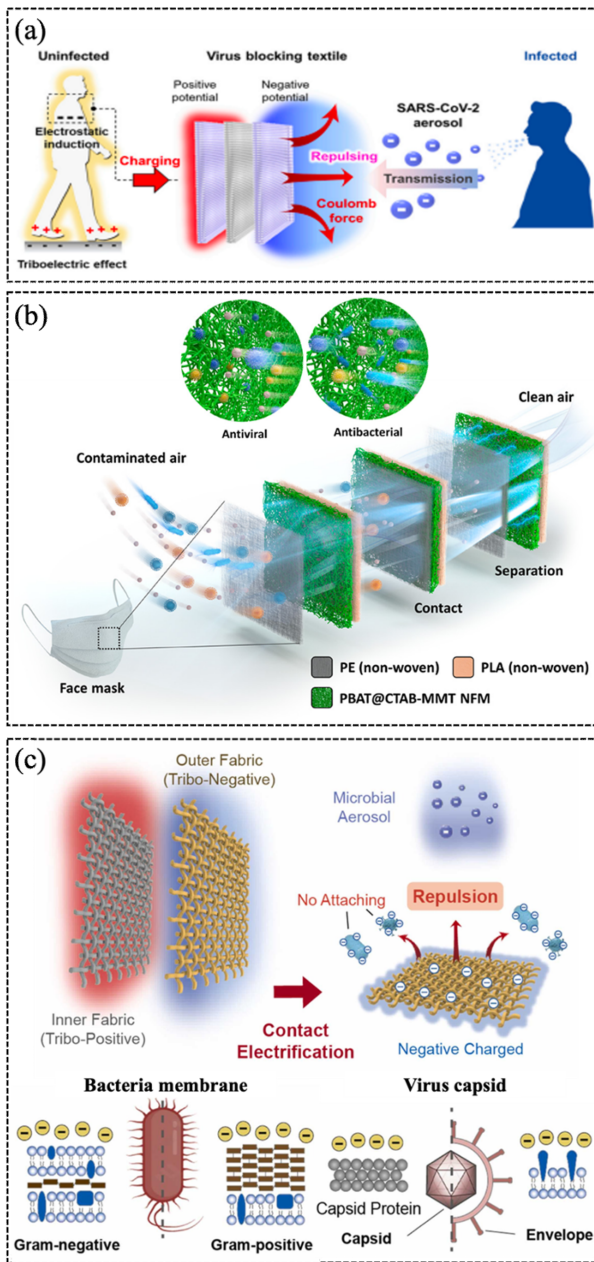 (a)
Uninfected
Electrostatic
induction
Charging
Triboelectric effect
Virus blocking textile
Positive
potential
Negative
potential
Repulsing
Coulomb
force
SARS-CoV-2
aerosol
Transmission
Infected
(b)
Antiviral
Antibacterial
Contaminated air
Clean air
Separation
Contact
Face mask
PE (non-woven)
PLA (non-woven)
PBAT@CTAB-MMT NFM
(c)
Outer Fabric
(Tribo-Negative)
Inner Fabric
(Tribo-Positive)
Contact
Electrification
Microbial
Aerosol
No Attaching
Repulsion
Negative Charged
Bacteria membrane
Virus capsid
Gram-negative
Gram-positive
Capsid Protein
Capsid
Envelope